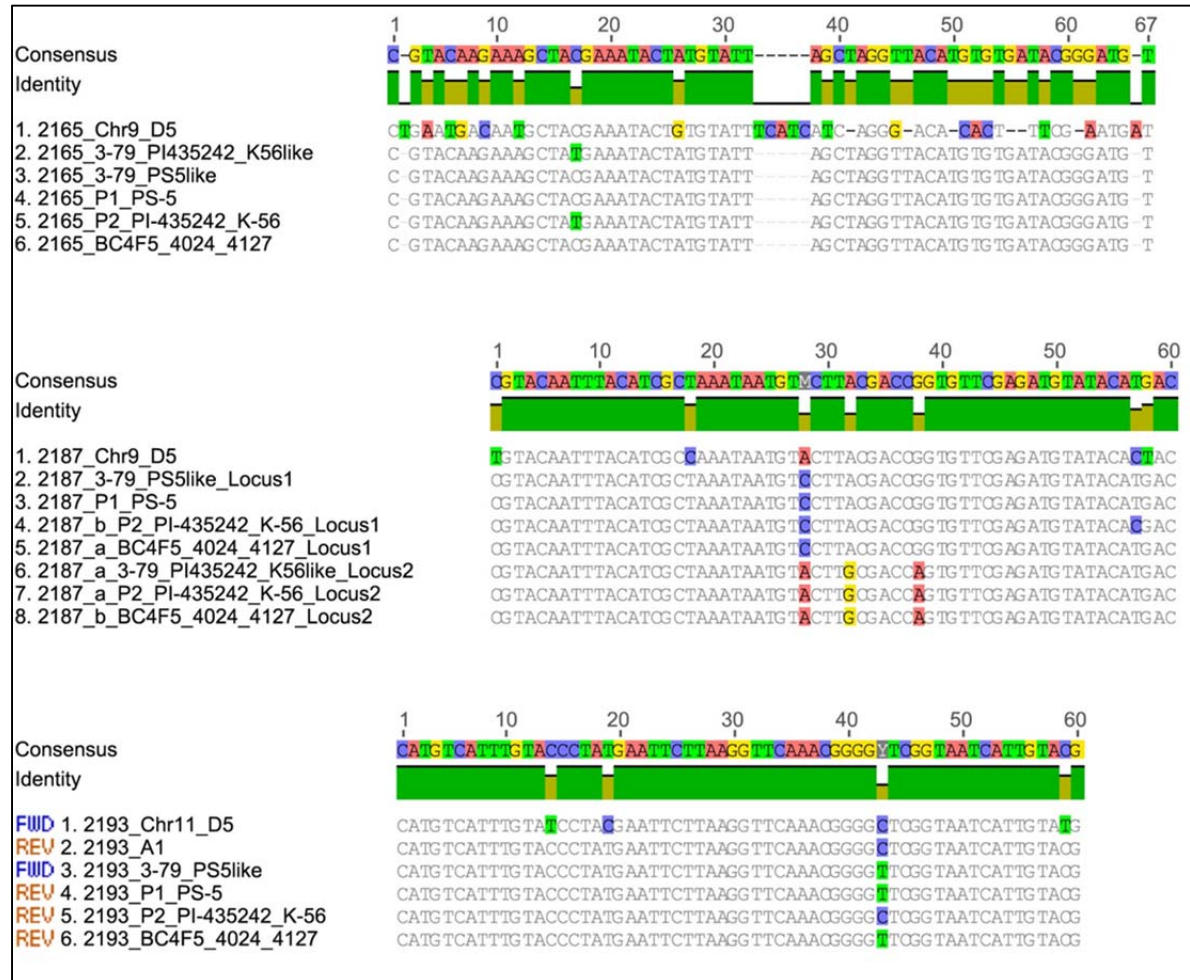 1 10 20 30 40 50 60 67
Consensus C-GTACAAGAAAGCTACGAAATACTATGTATT-----AGCTAGGTTACATGTGTGATACGGGATG-T
Identity
1. 2165_Chr9_D5 CTGAATGACAATGCTACGAAATACTGTGTATTTCATCATC-AGGG-ACA-CACT--TTCG-AATGAT
2. 2165_3-79_PI435242_K56like C-GTACAAGAAAGCTATGAAATACTATGTATT-----AGCTAGGTTACATGTGTGATACGGGATG-T
3. 2165_3-79_PS5like C-GTACAAGAAAGCTACGAAATACTATGTATT-----AGCTAGGTTACATGTGTGATACGGGATG-T
4. 2165_P1_PS-5 C-GTACAAGAAAGCTACGAAATACTATGTATT-----AGCTAGGTTACATGTGTGATACGGGATG-T
5. 2165_P2_PI-435242_K-56 C-GTACAAGAAAGCTATGAAATACTATGTATT-----AGCTAGGTTACATGTGTGATACGGGATG-T
6. 2165_BC4F5_4024_4127 C-GTACAAGAAAGCTACGAAATACTATGTATT-----AGCTAGGTTACATGTGTGATACGGGATG-T
1 10 20 30 40 50 60
Consensus CGTACAATTTACATCGCTAAATAATGTMCTTACGACCGGTGTTCGAGATGTATACATGAC
Identity
1. 2187_Chr9_D5 TGTACAATTTACATCGCCAAATAATGTACTTACGACCGGTGTTCGAGATGTATACACTAC
2. 2187_3-79_PS5like_Locus1 CGTACAATTTACATCGCTAAATAATGTCCTTACGACCGGTGTTCGAGATGTATACATGAC
3. 2187_P1_PS-5 CGTACAATTTACATCGCTAAATAATGTCCTTACGACCGGTGTTCGAGATGTATACATGAC
4. 2187_b_P2_PI-435242_K-56_Locus1 CGTACAATTTACATCGCTAAATAATGTCCTTACGACCGGTGTTCGAGATGTATACACGAC
5. 2187_a_BC4F5_4024_4127_Locus1 CGTACAATTTACATCGCTAAATAATGTCCTTACGACCGGTGTTCGAGATGTATACATGAC
6. 2187_a_3-79_PI435242_K56like_Locus2 CGTACAATTTACATCGCTAAATAATGTACTTGCGACCAGTGTTCGAGATGTATACATGAC
7. 2187_a_P2_PI-435242_K-56_Locus2 CGTACAATTTACATCGCTAAATAATGTACTTGCGACCAGTGTTCGAGATGTATACATGAC
8. 2187_b_BC4F5_4024_4127_Locus2 CGTACAATTTACATCGCTAAATAATGTACTTGCGACCAGTGTTCGAGATGTATACATGAC
1 10 20 30 40 50 60
Consensus CATGTCATTTGTACCCTATGAATTCTTAAGGTTCAAACGGGGYTCGGTAATCATTGTACG
Identity
FWD 1. 2193_Chr11_D5 CATGTCATTTGTATCCTACGAATTCTTAAGGTTCAAACGGGGCTCGGTAATCATTGTATG
REV 2. 2193_A1 CATGTCATTTGTACCCTATGAATTCTTAAGGTTCAAACGGGGCTCGGTAATCATTGTACG
FWD 3. 2193_3-79_PS5like CATGTCATTTGTACCCTATGAATTCTTAAGGTTCAAACGGGGTTCGGTAATCATTGTACG
REV 4. 2193_P1_PS-5 CATGTCATTTGTACCCTATGAATTCTTAAGGTTCAAACGGGGTTCGGTAATCATTGTACG
REV 5. 2193_P2_PI-435242_K-56 CATGTCATTTGTACCCTATGAATTCTTAAGGTTCAAACGGGGCTCGGTAATCATTGTACG
REV 6. 2193_BC4F5_4024_4127 CATGTCATTTGTACCCTATGAATTCTTAAGGTTCAAACGGGGTTCGGTAATCATTGTACG